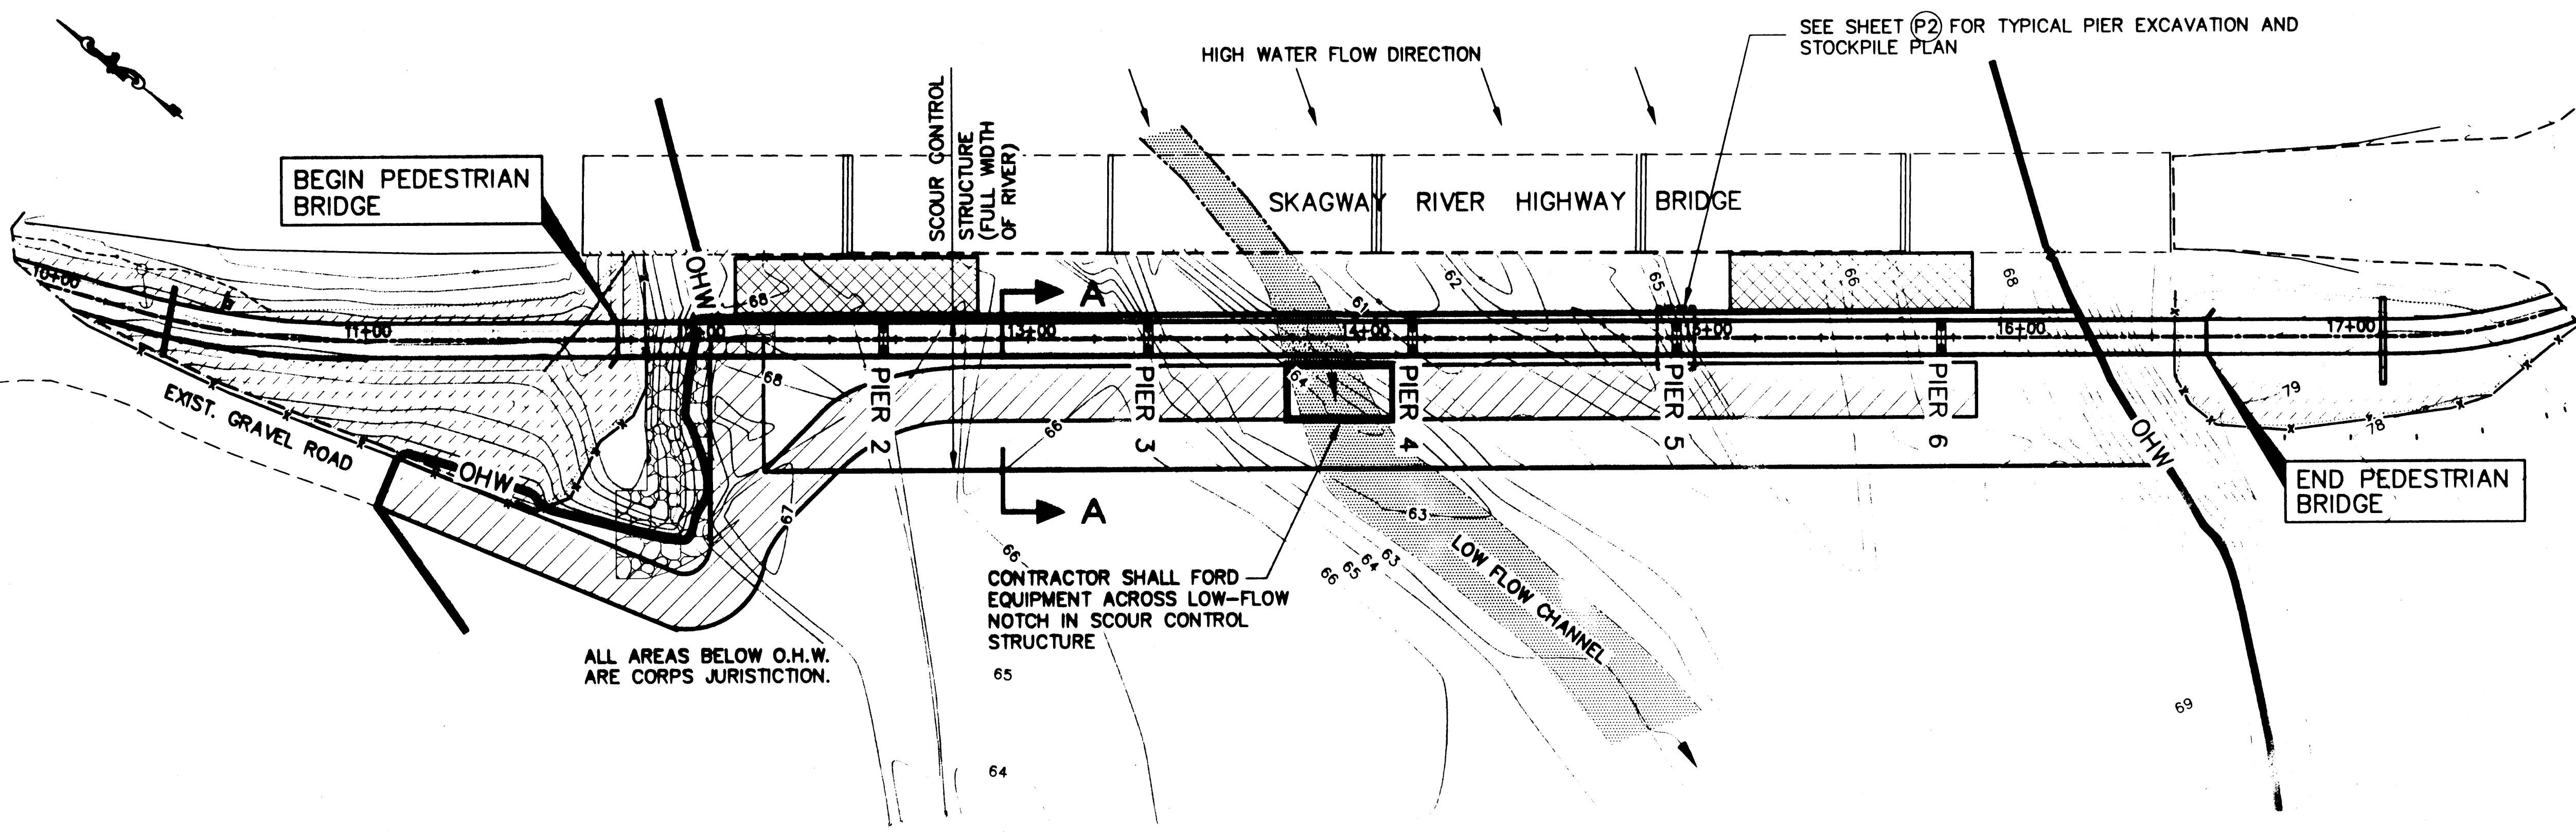 SEE SHEET P2 FOR TYPICAL PIER EXCAVATION AND
STOCKPILE PLAN
HIGH WATER FLOW DIRECTION
SCOUR CONTROL
STRUCTURE
(FULL WIDTH
OF RIVER)
BEGIN PEDESTRIAN
BRIDGE
SKAGWAY RIVER HIGHWAY BRIDGE
OHW
10+00
11+00
13+00
14+00
15+00
16+00
17+00
68
61
62
65
66
68
A
68
64
66
PIER 2
PIER 3
PIER 4
PIER 5
PIER 6
79
78
EXIST. GRAVEL ROAD
OHW
OHW
67
A
63
END PEDESTRIAN
BRIDGE
66
CONTRACTOR SHALL FORD
EQUIPMENT ACROSS LOW-FLOW
NOTCH IN SCOUR CONTROL
STRUCTURE
66
65
64
63
LOW FLOW CHANNEL
ALL AREAS BELOW O.H.W.
ARE CORPS JURISTICTION.
65
69
64